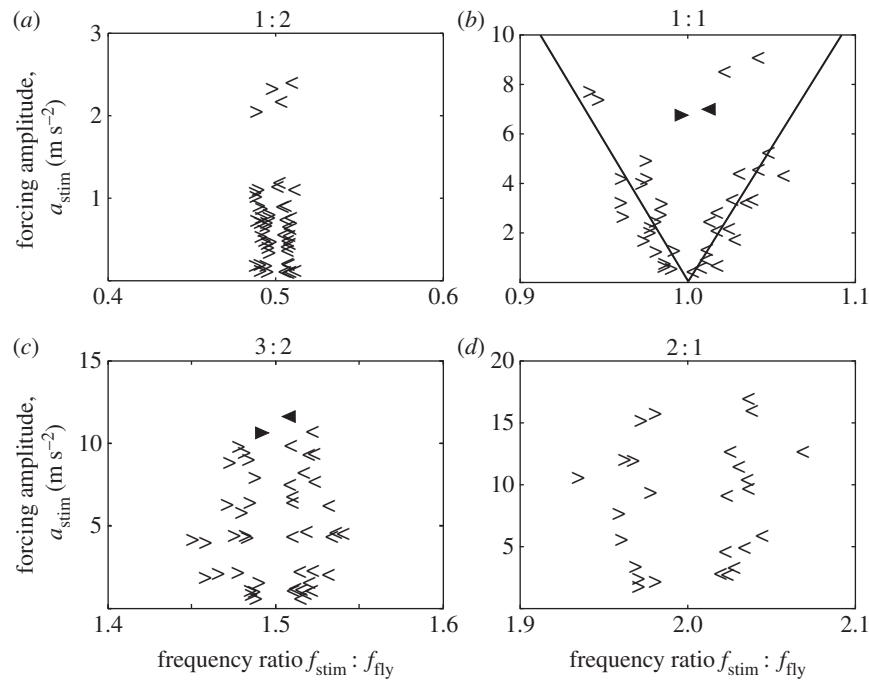 (a) 1 : 2
(b) 1 : 1
forcing amplitude,
a_stim (m s⁻²)
3
2
1
0.4 0.5 0.6
10
8
6
4
2
0.9 1.0 1.1
(c) 3 : 2
(d) 2 : 1
forcing amplitude,
a_stim (m s⁻²)
15
10
5
1.4 1.5 1.6
20
15
10
5
1.9 2.0 2.1
frequency ratio f_stim : f_fly
frequency ratio f_stim : f_fly